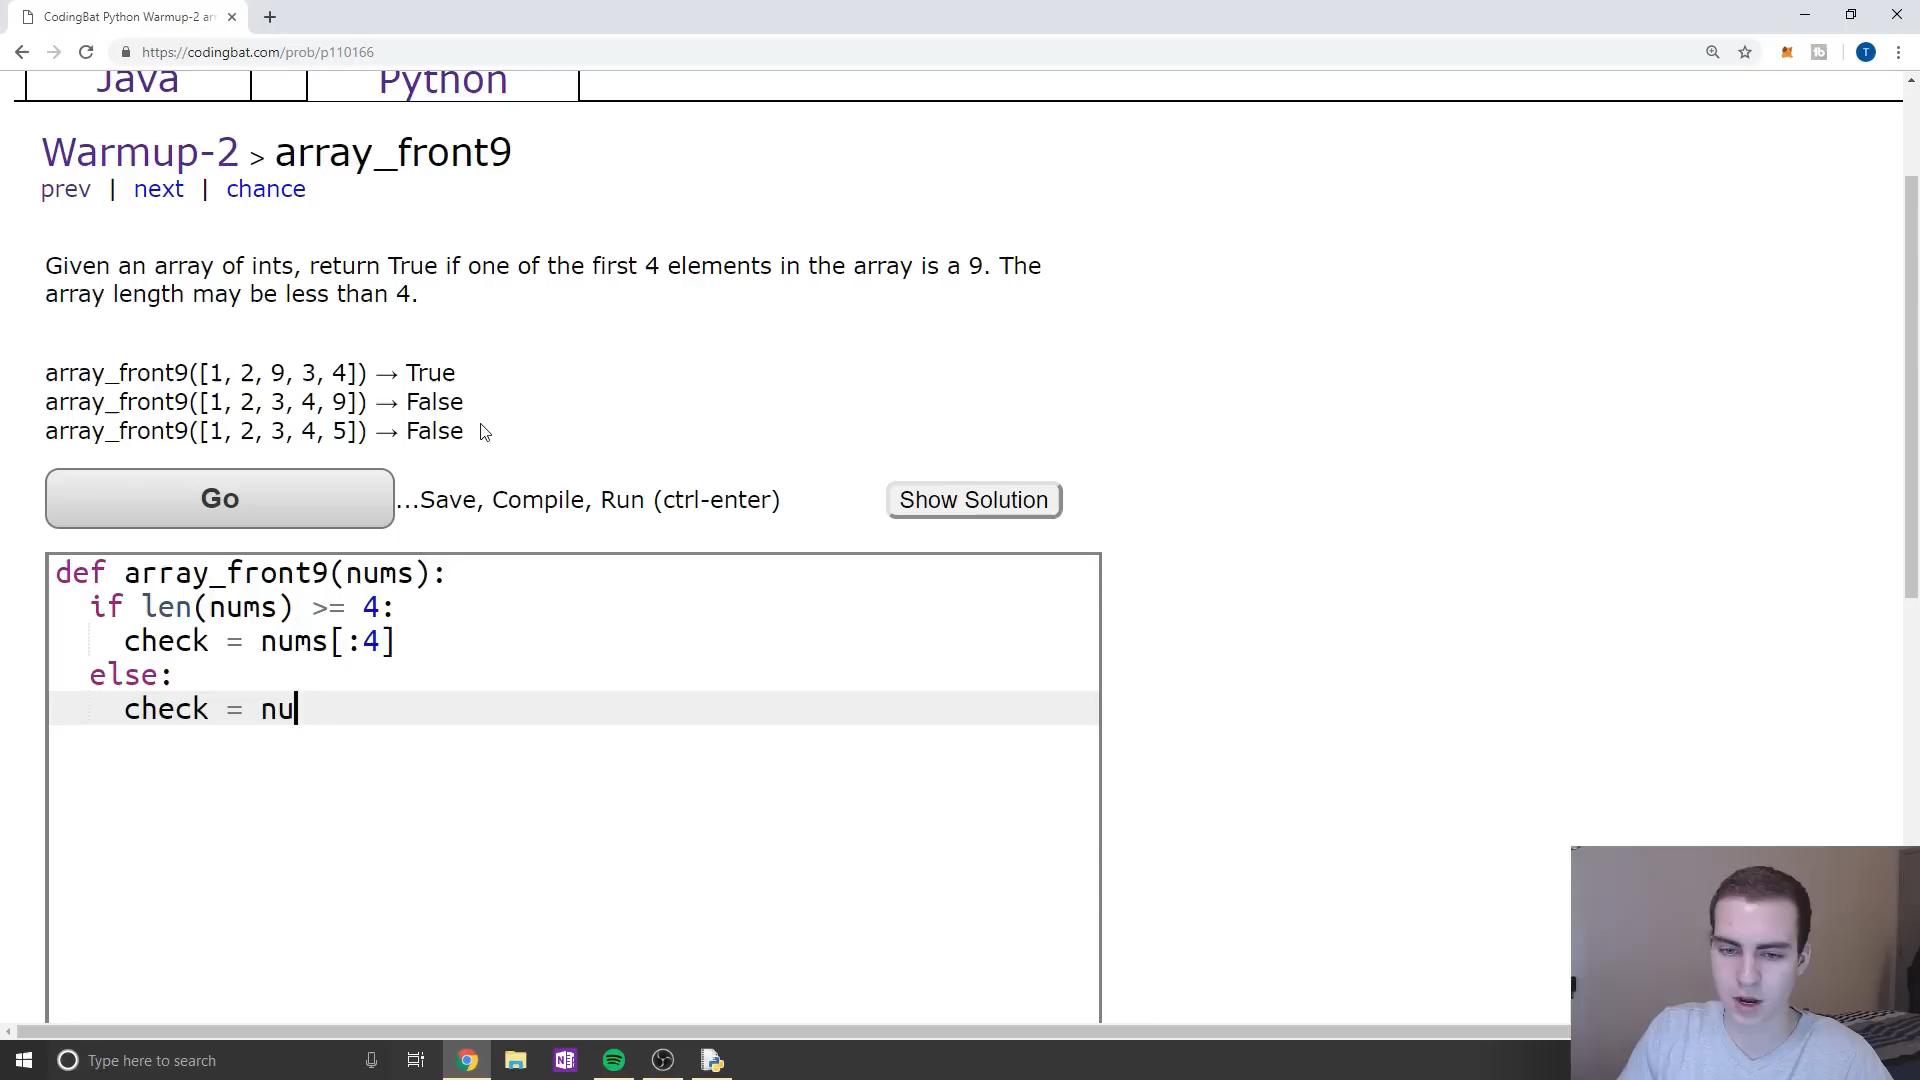 CodingBat Python Warmup-2 arr
https://codingbat.com/prob/p110166
T
Java
Python
Warmup-2 > array_front9
prev | next | chance
Given an array of ints, return True if one of the first 4 elements in the array is a 9. The
array length may be less than 4.
array_front9([1, 2, 9, 3, 4]) → True
array_front9([1, 2, 3, 4, 9]) → False
array_front9([1, 2, 3, 4, 5]) → False
Go
...Save, Compile, Run (ctrl-enter)
Show Solution
def array_front9(nums):
if len(nums) >= 4:
check = nums[:4]
else:
check = nu
Type here to search